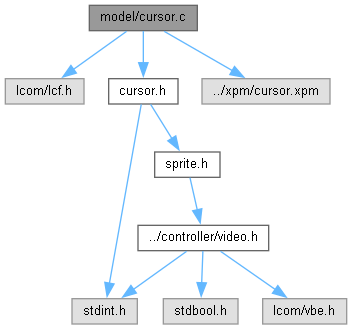 model/cursor.c
lcom/lcf.h
cursor.h
../xpm/cursor.xpm
sprite.h
../controller/video.h
stdint.h
stdbool.h
lcom/vbe.h